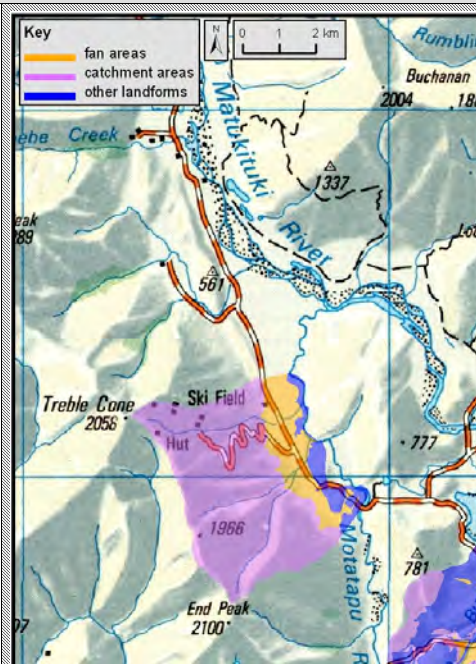 Key
fan areas
catchment areas
other landforms
N
0 1 2 km
Rumblin
Buchanan
2004
Creek
Matukituki
River
1337
561
Treble Cone
2056
Ski Field
Hut
777
1966
Motatapu
R
781
End Peak
2100